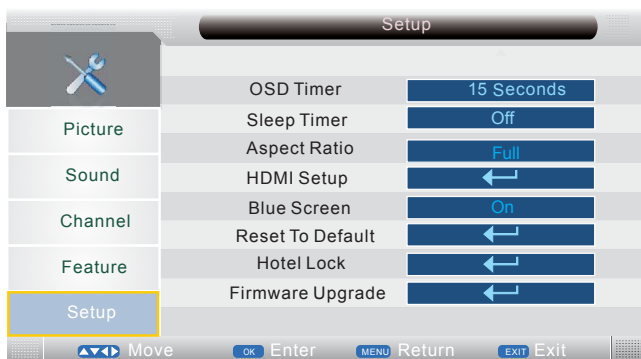 Setup
OSD Timer 15 Seconds
Sleep Timer Off
Aspect Ratio Full
HDMI Setup
Blue Screen On
Reset To Default
Hotel Lock
Firmware Upgrade
Picture
Sound
Channel
Feature
Setup
Move OK Enter MENU Return EXIT Exit